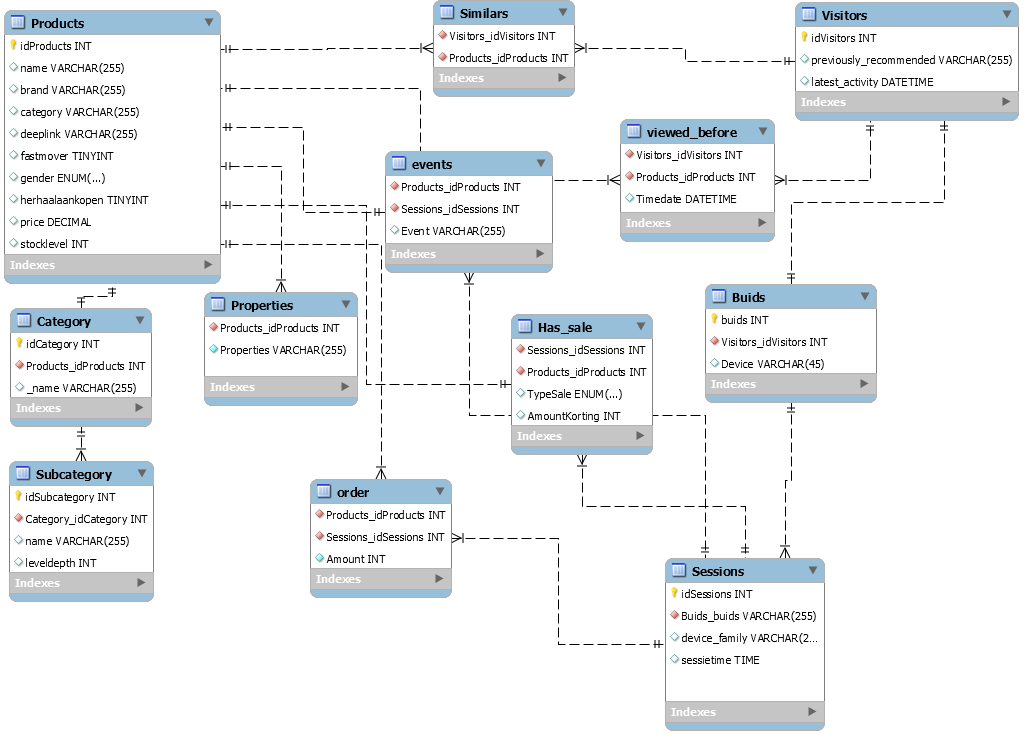 Products
idProducts INT
name VARCHAR(255)
brand VARCHAR(255)
category VARCHAR(255)
deeplink VARCHAR(255)
fastmover TINYINT
gender ENUM(...)
herhaalaankopen TINYINT
price DECIMAL
stocklevel INT
Indexes
Similars
Visitors_idVisitors INT
Products_idProducts INT
Indexes
Visitors
idVisitors INT
previously_recommended VARCHAR(255)
latest_activity DATETIME
Indexes
viewed_before
Visitors_idVisitors INT
Products_idProducts INT
Timedate DATETIME
Indexes
events
Products_idProducts INT
Sessions_idSessions INT
Event VARCHAR(255)
Indexes
Category
idCategory INT
Products_idProducts INT
_name VARCHAR(255)
Indexes
Properties
Products_idProducts INT
Properties VARCHAR(255)
Indexes
Has_sale
Sessions_idSessions INT
Products_idProducts INT
TypeSale ENUM(...)
AmountKorting INT
Indexes
Buids
buids INT
Visitors_idVisitors INT
Device VARCHAR(45)
Indexes
Subcategory
idSubcategory INT
Category_idCategory INT
name VARCHAR(255)
leveldepth INT
Indexes
order
Products_idProducts INT
Sessions_idSessions INT
Amount INT
Indexes
Sessions
idSessions INT
Buids_buids VARCHAR(255)
device_family VARCHAR(2...
sessietime TIME
Indexes